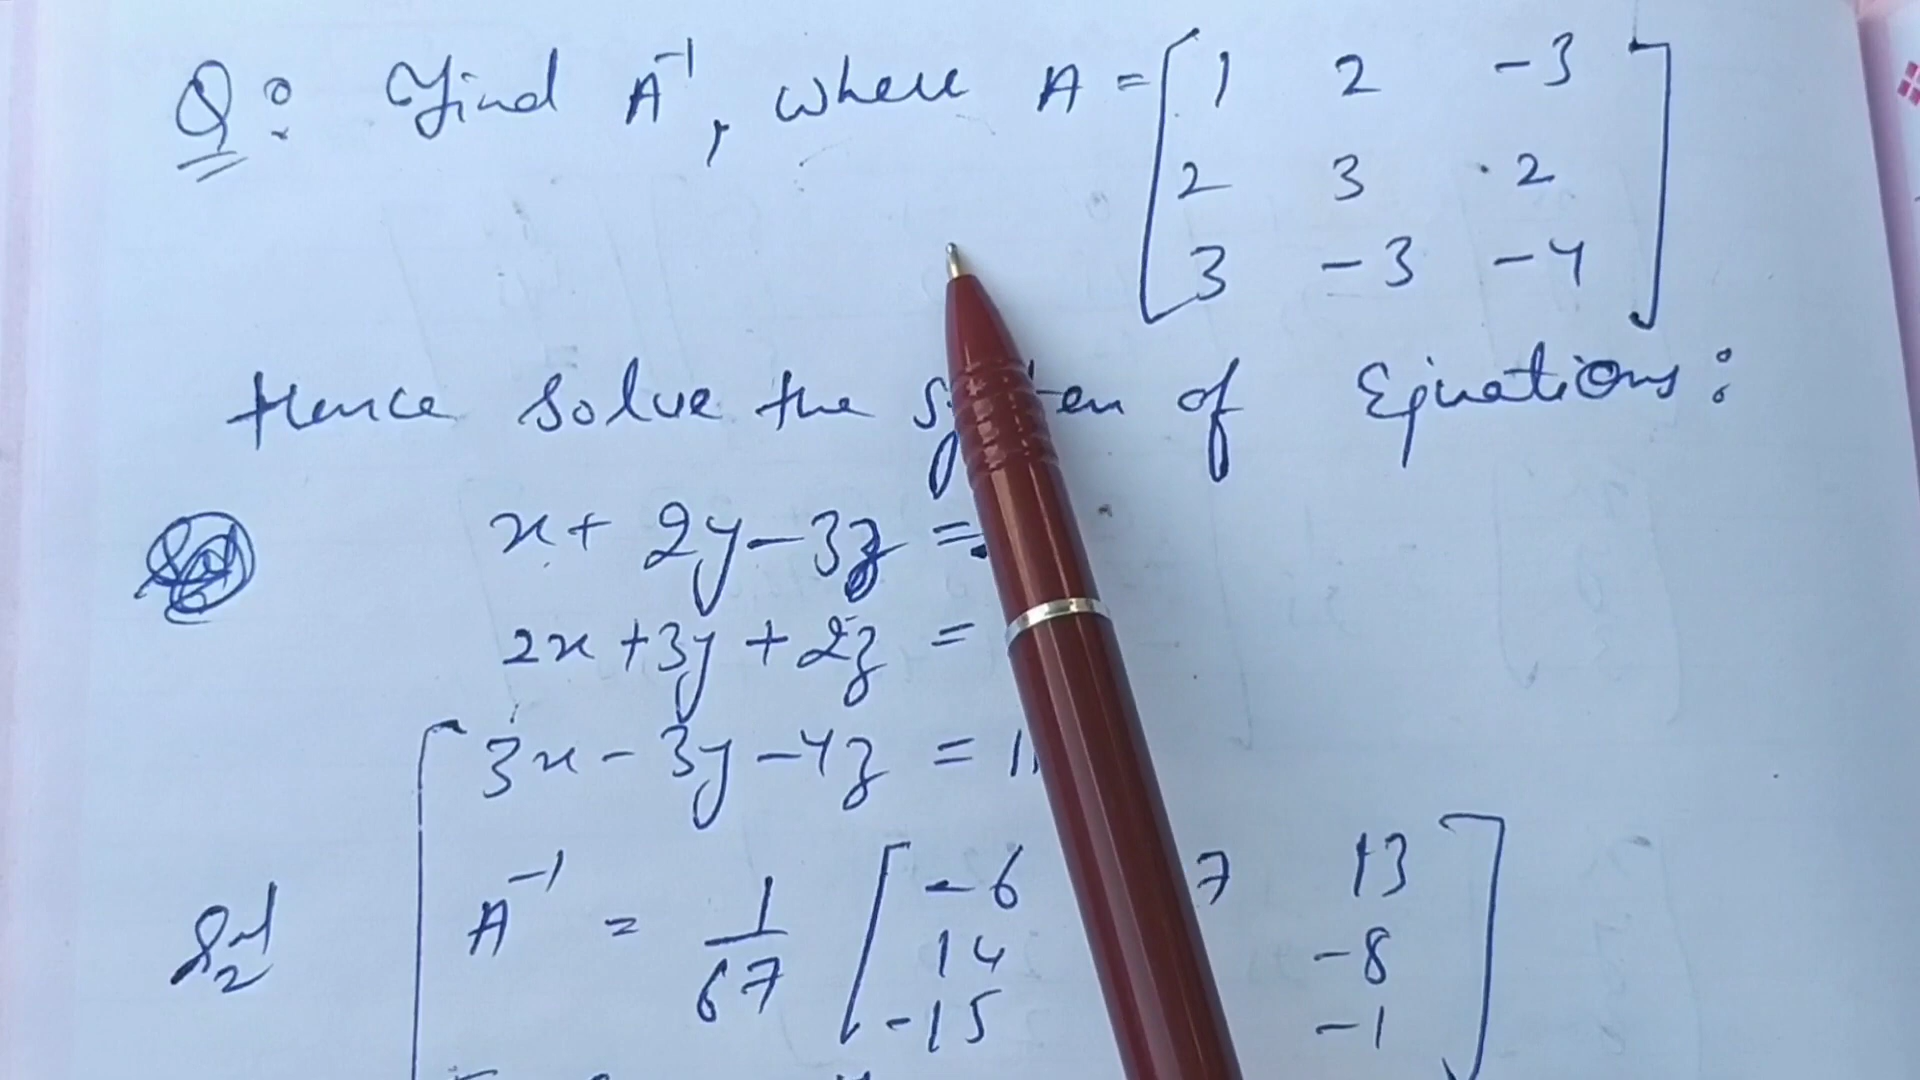 Q: Find A⁻¹, where A = [1 2 -3
2 3 2
3 -3 -4]
Hence solve the of Equations:
x + 2y - 3z =
2x + 3y + 2z =
3x - 3y - 4z = 11
A⁻¹ = 1/67 [-6 7 13
14 -8
-15 -1]
Sol